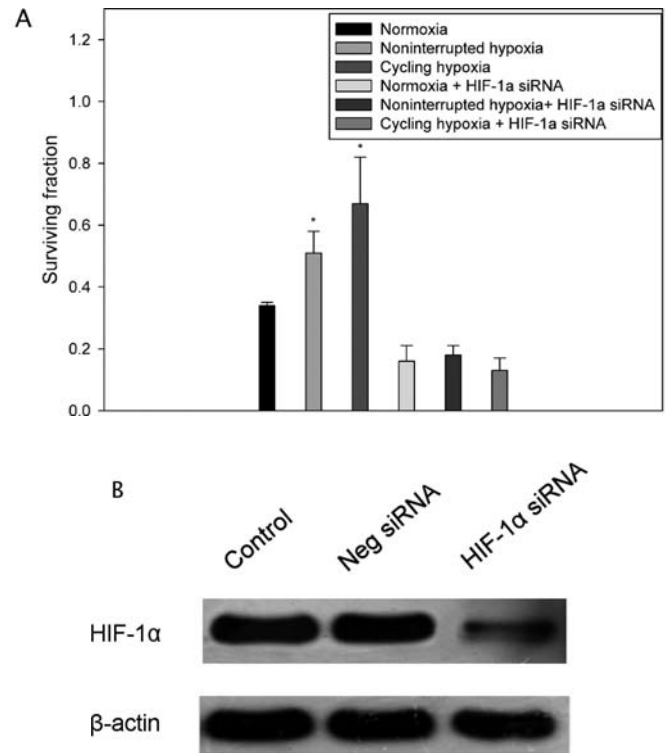 A
Normoxia
Noninterrupted hypoxia
Cycling hypoxia
Normoxia + HIF-1a siRNA
Noninterrupted hypoxia+ HIF-1a siRNA
Cycling hypoxia + HIF-1a siRNA
Surviving fraction
1.2
1.0
0.8
0.6
0.4
0.2
0.0
*
*
B
Control
Neg siRNA
HIF-1α siRNA
HIF-1α
β-actin